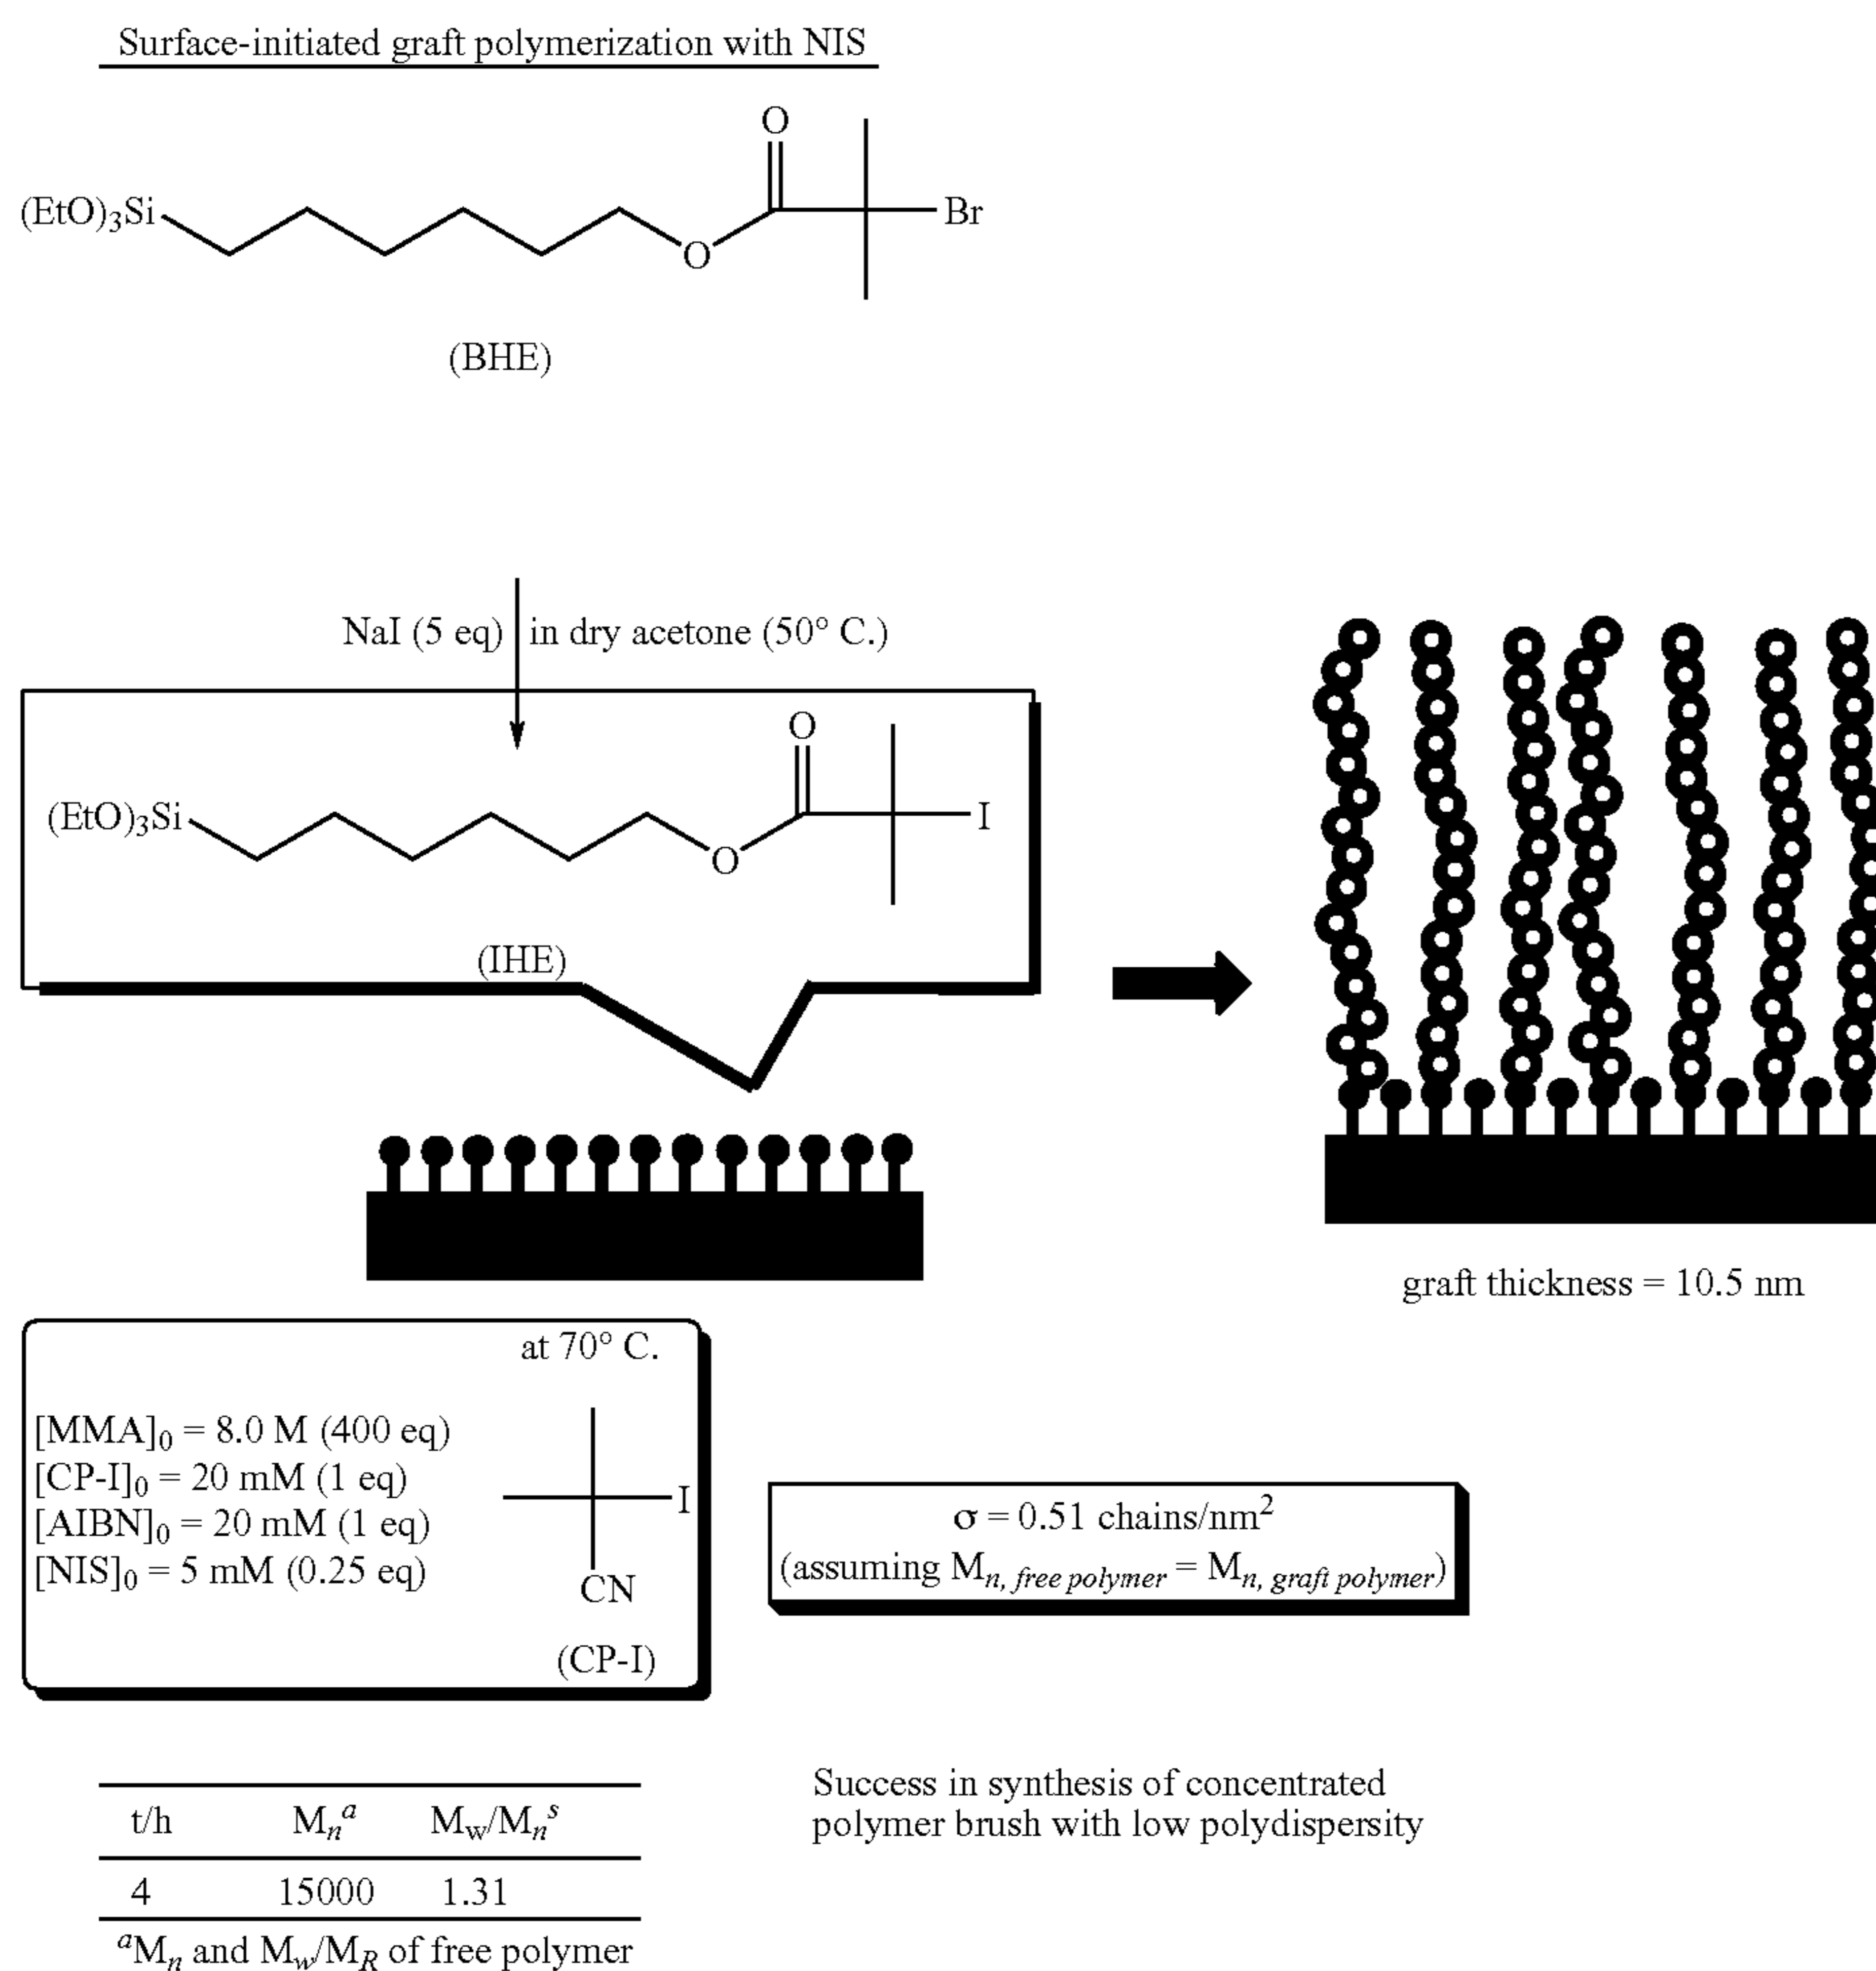 Surface-initiated graft polymerization with NIS
O
(EtO)₃Si
O
Br
(BHE)
NaI (5 eq) in dry acetone (50° C.)
O
(EtO)₃Si
O
I
(IHE)
graft thickness = 10.5 nm
at 70° C.
[MMA]₀ = 8.0 M (400 eq)
[CP-I]₀ = 20 mM (1 eq)
[AIBN]₀ = 20 mM (1 eq)
[NIS]₀ = 5 mM (0.25 eq)
I
CN
(CP-I)
σ = 0.51 chains/nm²
(assuming Mn, free polymer = Mn, graft polymer)
t/h Mnᵃ Mw/Mnˢ
4 15000 1.31
ᵃMn and Mw/MR of free polymer
Success in synthesis of concentrated
polymer brush with low polydispersity